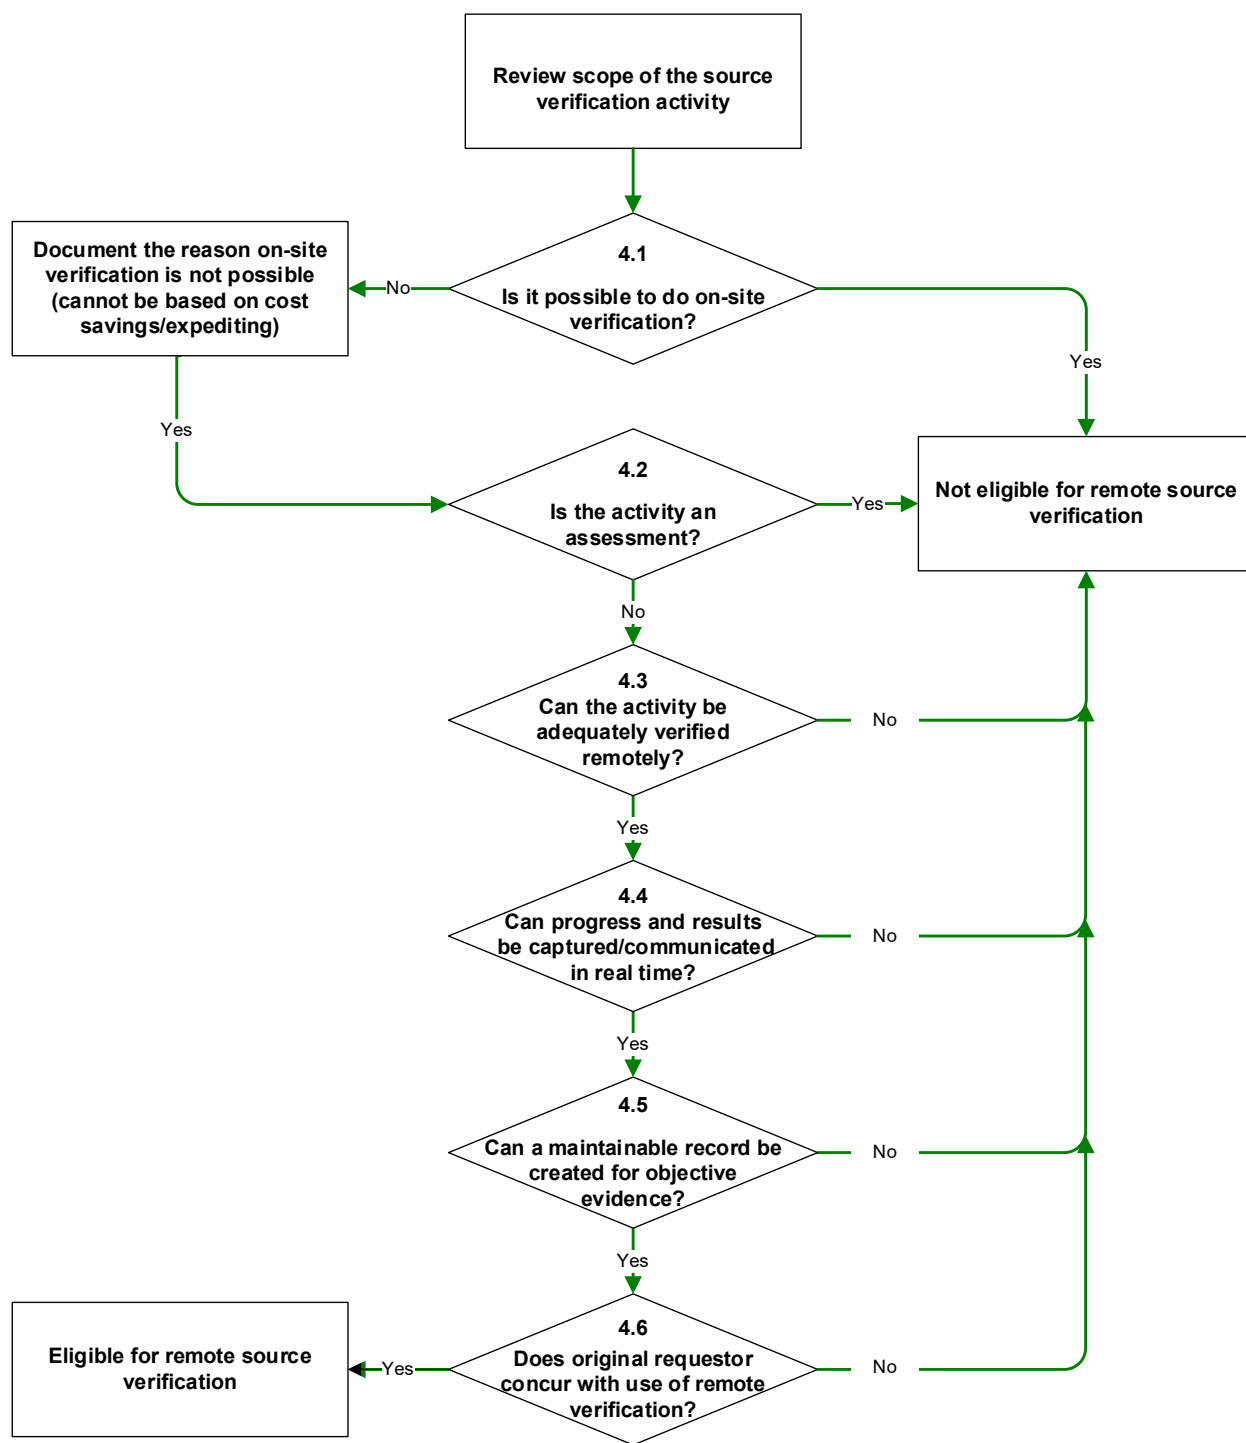 Review scope of the source
verification activity
4.1
Is it possible to do on-site
verification?
No
Yes
Document the reason on-site
verification is not possible
(cannot be based on cost
savings/expediting)
Yes
4.2
Is the activity an
assessment?
Yes
No
Not eligible for remote source
verification
4.3
Can the activity be
adequately verified
remotely?
No
Yes
4.4
Can progress and results
be captured/communicated
in real time?
No
Yes
4.5
Can a maintainable record be
created for objective
evidence?
No
Yes
4.6
Does original requestor
concur with use of remote
verification?
No
Yes
Eligible for remote source
verification